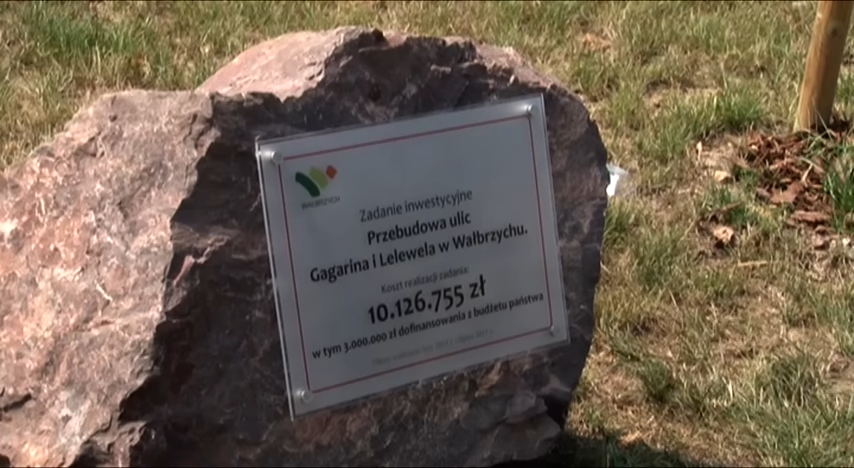 WAŁBRZYCH
Zadanie inwestycyjne
Przebudowa ulic
Gagarina i Lelewela w Wałbrzychu.
Koszt realizacji zadania:
10.126.755 zł
w tym 3.000.000 zł dofinansowania z budżetu państwa